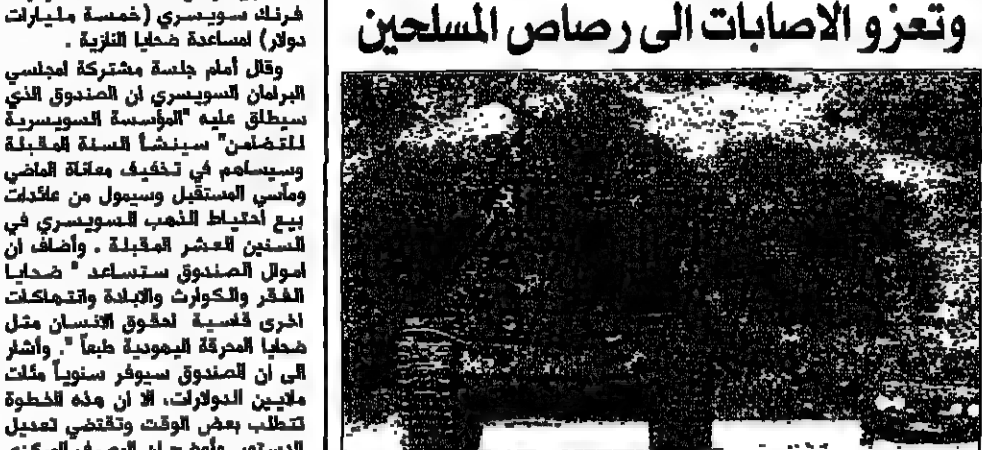 وتعزو الاصابات الى رصاص المسلحين
فرنك سويسري (خمسة مليارات
دولار) لمساعدة ضحايا النازية .
وقال أمام جلسة مشتركة لمجلسي
البرلمان السويسري ان الصندوق الذي
سيطلق عليه "المؤسسة السويسرية
للتضامن" سينشأ السنة المقبلة
وسيساهم في تخفيف معاناة الماضي
ومآسي المستقبل وسيمول من عائدات
بيع احتياط الذهب السويسري في
السنين العشر المقبلة . وأضاف ان
اموال الصندوق ستساعد " ضحايا
الفقر والكوارث والابادة وانتهاكات
اخرى قاسية لحقوق الانسان مثل
ضحايا المحرقة اليهودية طبعاً ". وأشار
الى ان الصندوق سيوفر سنوياً مئات
ملايين الدولارات، الا ان هذه الخطوة
تتطلب بعض الوقت وتقتضي تعديل